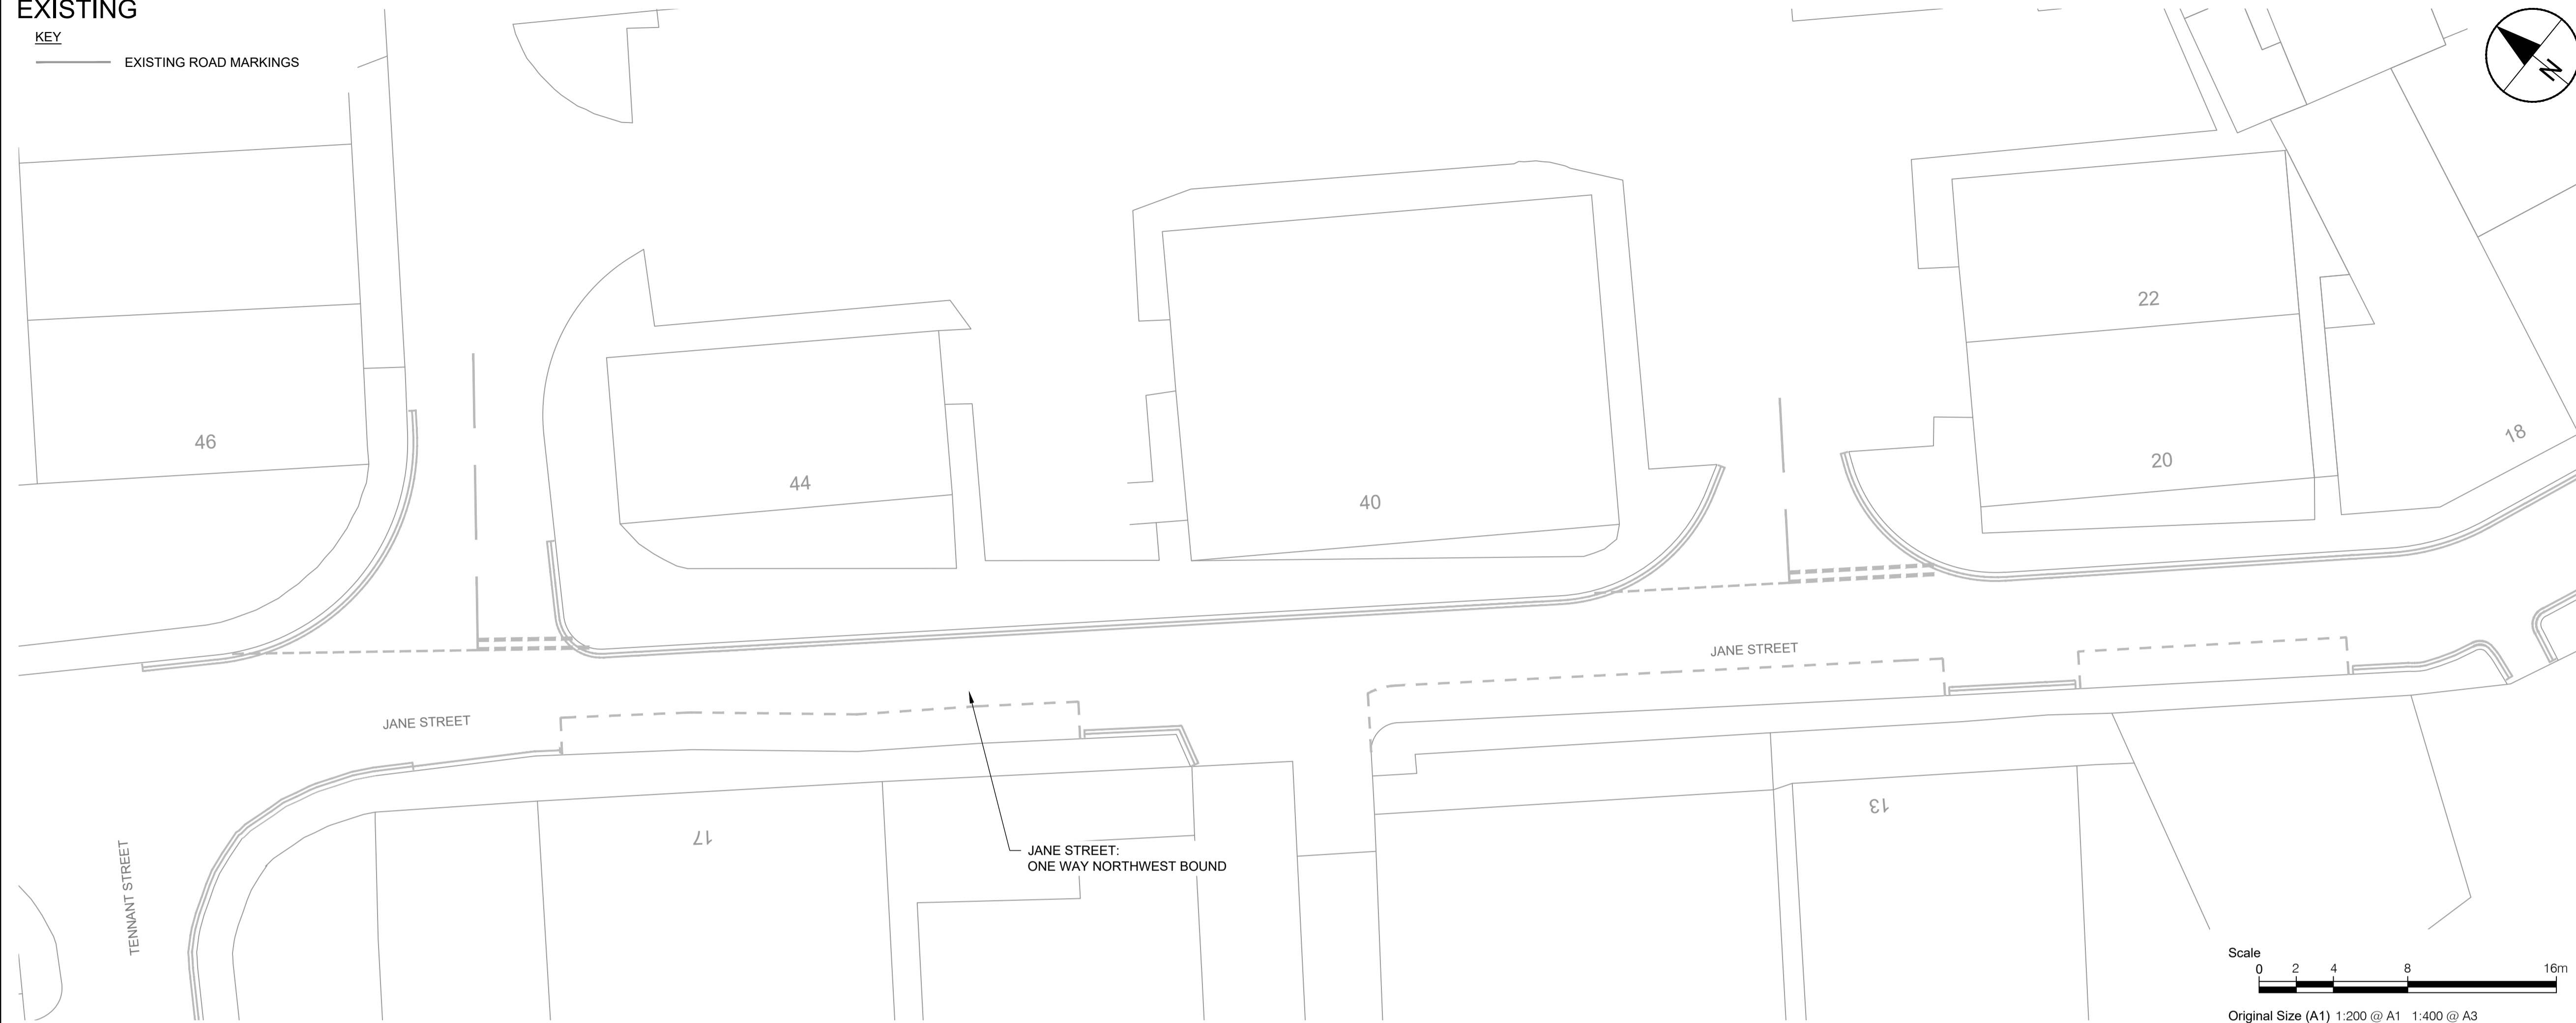 EXISTING
KEY
EXISTING ROAD MARKINGS
N
22
46
44
40
20
18
JANE STREET
JANE STREET
17
13
TENNANT STREET
JANE STREET:
ONE WAY NORTHWEST BOUND
Scale
0 2 4 8 16m
Original Size (A1) 1:200 @ A1 1:400 @ A3